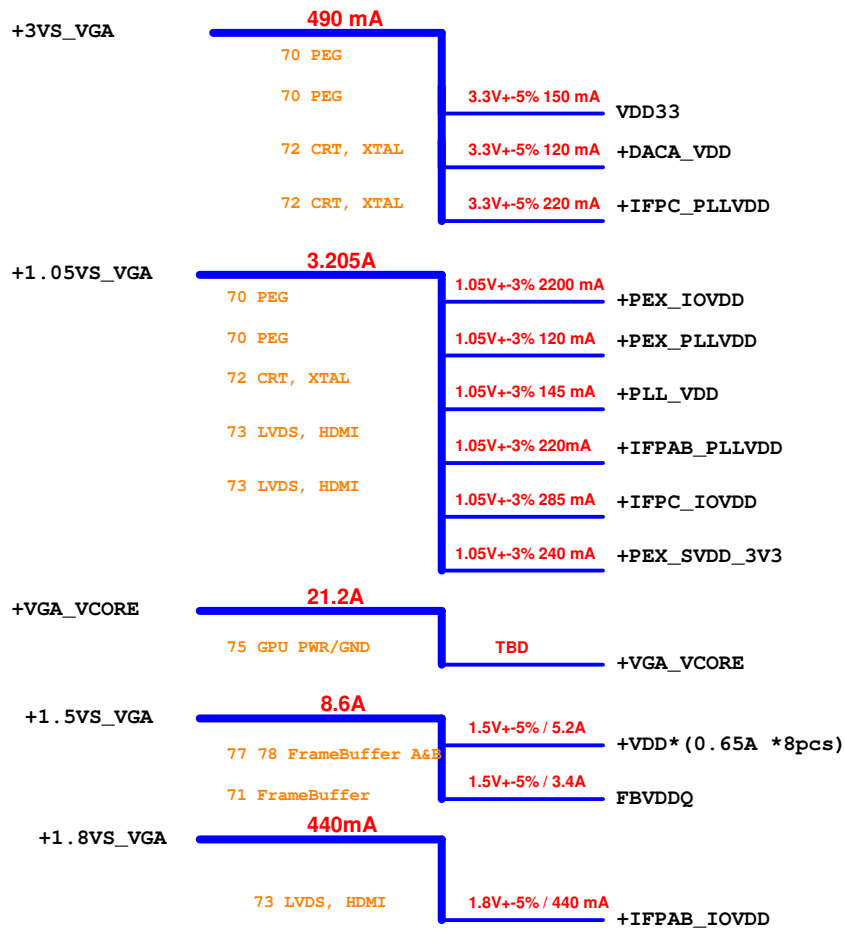 490 mA
+3VS_VGA
70 PEG
70 PEG
3.3V+-5% 150 mA
VDD33
72 CRT, XTAL
3.3V+-5% 120 mA
+DACA_VDD
72 CRT, XTAL
3.3V+-5% 220 mA
+IFPC_PLLVDD
+1.05VS_VGA
3.205A
70 PEG
1.05V+-3% 2200 mA
+PEX_IOVDD
70 PEG
1.05V+-3% 120 mA
+PEX_PLLVDD
72 CRT, XTAL
1.05V+-3% 145 mA
+PLL_VDD
73 LVDS, HDMI
1.05V+-3% 220mA
+IFPAB_PLLVDD
73 LVDS, HDMI
1.05V+-3% 285 mA
+IFPC_IOVDD
1.05V+-3% 240 mA
+PEX_SVDD_3V3
+VGA_VCORE
21.2A
75 GPU PWR/GND
TBD
+VGA_VCORE
+1.5VS_VGA
8.6A
77 78 FrameBuffer A&B
1.5V+-5% / 5.2A
+VDD*(0.65A *8pcs)
71 FrameBuffer
1.5V+-5% / 3.4A
FBVDDQ
+1.8VS_VGA
440mA
73 LVDS, HDMI
1.8V+-5% / 440 mA
+IFPAB_IOVDD